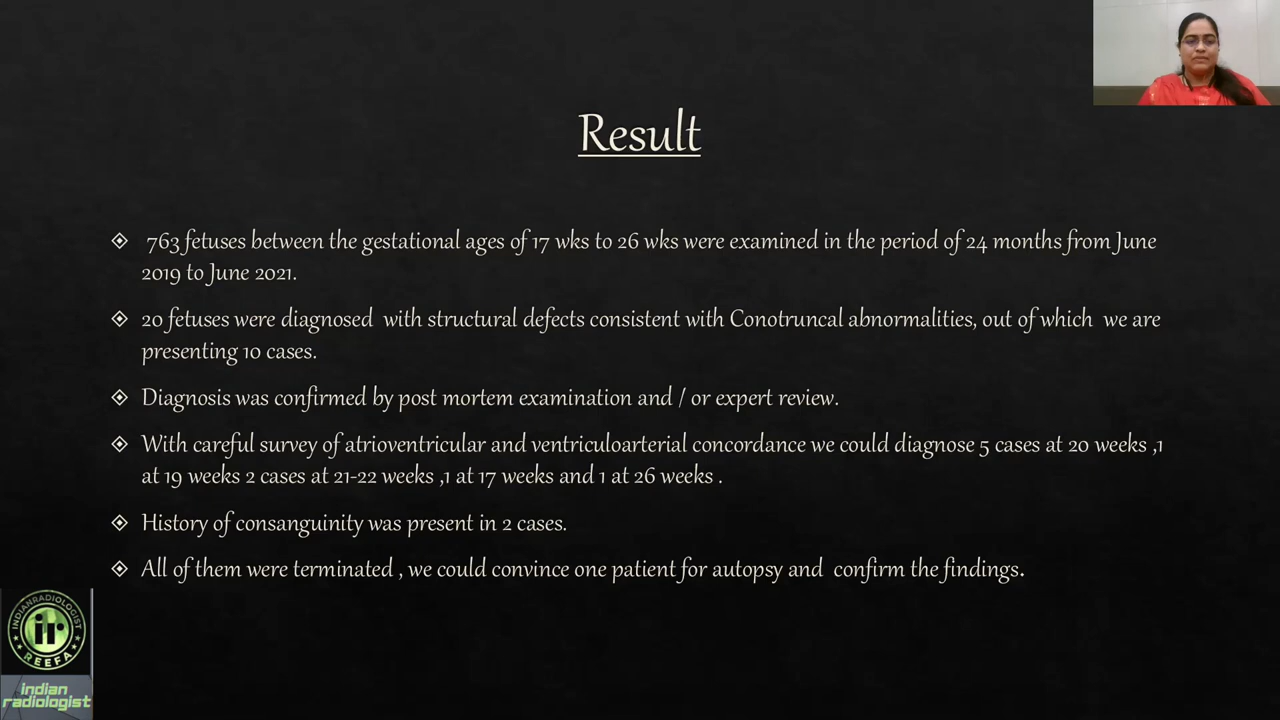 Result
763 fetuses between the gestational ages of 17 wks to 26 wks were examined in the period of 24 months from June
2019 to June 2021.
20 fetuses were diagnosed with structural defects consistent with Conotruncal abnormalities, out of which we are
presenting 10 cases.
Diagnosis was confirmed by post mortem examination and / or expert review.
With careful survey of atrioventricular and ventriculoarterial concordance we could diagnose 5 cases at 20 weeks ,1
at 19 weeks 2 cases at 21-22 weeks ,1 at 17 weeks and 1 at 26 weeks .
History of consanguinity was present in 2 cases.
All of them were terminated , we could convince one patient for autopsy and confirm the findings.
INDIANRADIOLOGIST
ir
REEFA
indian
radiologist